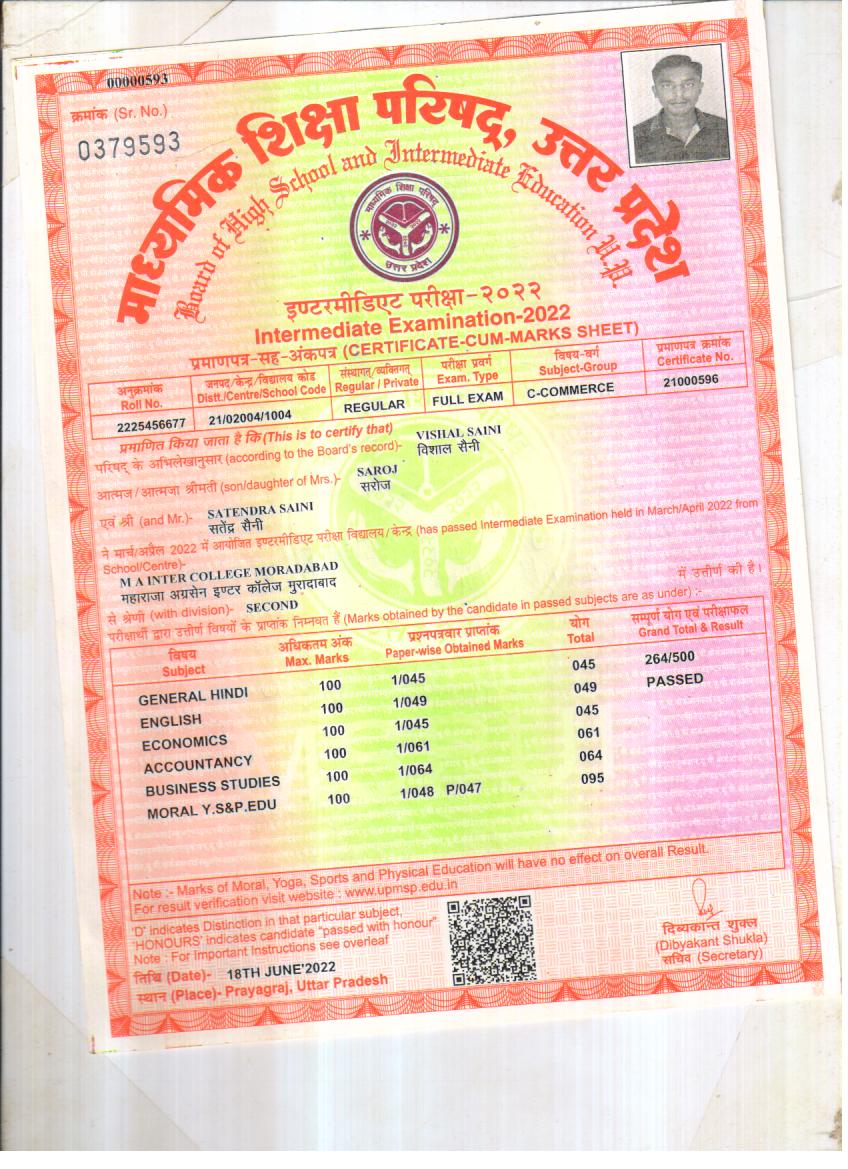 00000593
क्रमांक (Sr. No.)
0379593
माध्यमिक शिक्षा परिषद्, उत्तर प्रदेश
Board of High School and Intermediate Education U.P.
माध्यमिक शिक्षा परिषद्
उत्तर प्रदेश
इण्टरमीडिएट परीक्षा-२०२२
Intermediate Examination-2022
प्रमाणपत्र-सह-अंकपत्र (CERTIFICATE-CUM-MARKS SHEET)
अनुक्रमांक जनपद/केन्द्र/विद्यालय कोड संस्थागत/व्यक्तिगत परीक्षा प्रवर्ग विषय-वर्ग प्रमाणपत्र क्रमांक
Roll No. Distt./Centre/School Code Regular / Private Exam. Type Subject-Group Certificate No.
2225456677 21/02004/1004 REGULAR FULL EXAM C-COMMERCE 21000596
प्रमाणित किया जाता है कि (This is to certify that)
परिषद् के अभिलेखानुसार (according to the Board's record)- VISHAL SAINI
विशाल सैनी
आत्मज/आत्मजा श्रीमती (son/daughter of Mrs.)- SAROJ
सरोज
एवं श्री (and Mr.)- SATENDRA SAINI
सतेंद्र सैनी
ने मार्च/अप्रैल 2022 में आयोजित इण्टरमीडिएट परीक्षा विद्यालय/केन्द्र (has passed Intermediate Examination held in March/April 2022 from
School/Centre)-
M A INTER COLLEGE MORADABAD
महाराजा अग्रसेन इण्टर कॉलेज मुरादाबाद में उत्तीर्ण की है।
से श्रेणी (with division)- SECOND
परीक्षार्थी द्वारा उत्तीर्ण विषयों के प्राप्तांक निम्नवत हैं (Marks obtained by the candidate in passed subjects are as under) :-
विषय अधिकतम अंक प्रश्नपत्रवार प्राप्तांक योग सम्पूर्ण योग एवं परीक्षाफल
Subject Max. Marks Paper-wise Obtained Marks Total Grand Total & Result
GENERAL HINDI 100 1/045 045 264/500
ENGLISH 100 1/049 049 PASSED
ECONOMICS 100 1/045 045
ACCOUNTANCY 100 1/061 061
BUSINESS STUDIES 100 1/064 064
MORAL Y.S&P.EDU 100 1/048 P/047 095
Note :- Marks of Moral, Yoga, Sports and Physical Education will have no effect on overall Result.
For result verification visit website : www.upmsp.edu.in
'D' indicates Distinction in that particular subject,
'HONOURS' indicates candidate "passed with honour"
Note : For Important Instructions see overleaf
तिथि (Date)- 18TH JUNE'2022
स्थान (Place)- Prayagraj, Uttar Pradesh
दिव्यकान्त शुक्ल
(Dibyakant Shukla)
सचिव (Secretary)